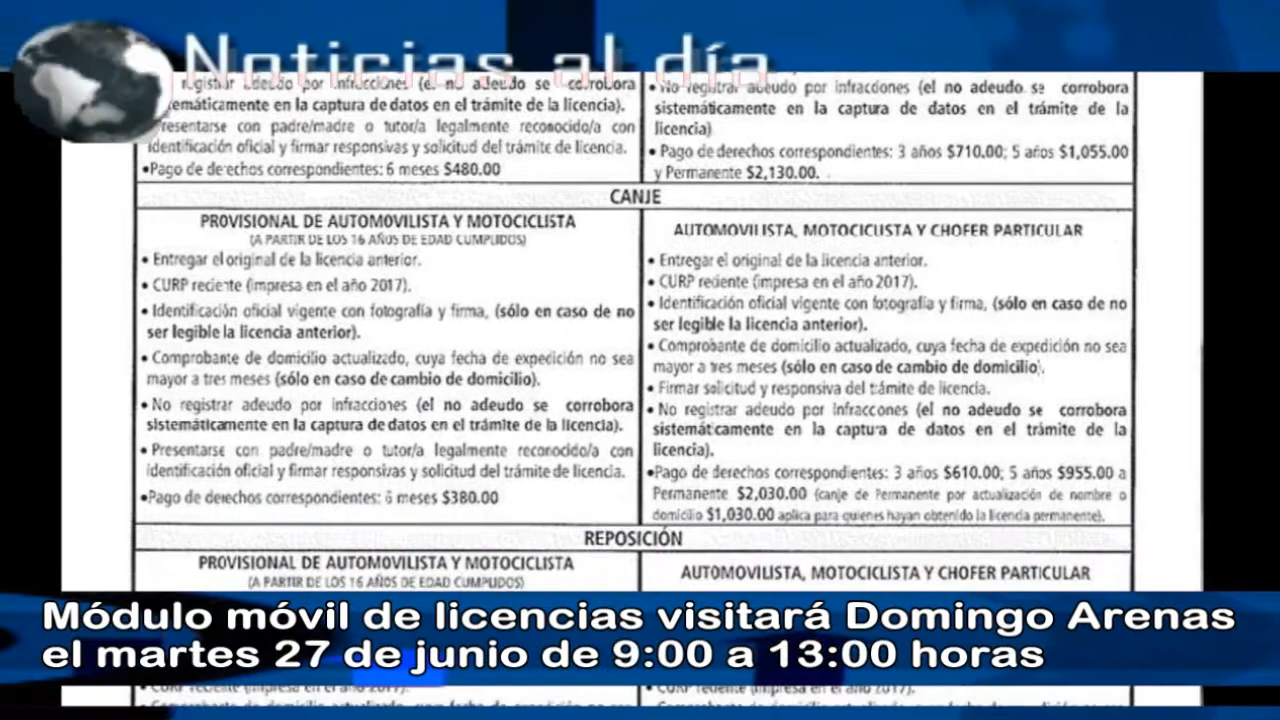 Noticias al día
registrar adeudo por infracciones (el no adeudo se corrobora
sistemáticamente en la captura de datos en el trámite de la licencia).
Presentarse con padre/madre o tutor/a legalmente reconocido/a con
identificación oficial y firmar responsivas y solicitud del trámite de licencia.
•Pago de derechos correspondientes: 6 meses $480.00
• No registrar adeudo por infracciones (el no adeudo se corrobora
sistemáticamente en la captura de datos en el trámite de la
licencia)
• Pago de derechos correspondientes: 3 años $710.00; 5 años $1,055.00
y Permanente $2,130.00.
CANJE
PROVISIONAL DE AUTOMOVILISTA Y MOTOCICLISTA
(A PARTIR DE LOS 16 AÑOS DE EDAD CUMPLIDOS)
• Entregar el original de la licencia anterior.
• CURP reciente (impresa en el año 2017).
• Identificación oficial vigente con fotografía y firma, (sólo en caso de no
ser legible la licencia anterior).
• Comprobante de domicilio actualizado, cuya fecha de expedición no sea
mayor a tres meses (sólo en caso de cambio de domicilio).
• No registrar adeudo por infracciones (el no adeudo se corrobora
sistemáticamente en la captura de datos en el trámite de la licencia).
• Presentarse con padre/madre o tutor/a legalmente reconocido/a con
identificación oficial y firmar responsivas y solicitud del trámite de licencia.
•Pago de derechos correspondientes: 6 meses $380.00
AUTOMOVILISTA, MOTOCICLISTA Y CHOFER PARTICULAR
• Entregar el original de la licencia anterior.
• CURP reciente (impresa en el año 2017).
• Identificación oficial vigente con fotografía y firma, (sólo en caso de no
ser legible la licencia anterior).
• Comprobante de domicilio actualizado, cuya fecha de expedición no sea
mayor a tres meses (sólo en caso de cambio de domicilio).
• Firmar solicitud y responsiva del trámite de licencia.
• No registrar adeudo por infracciones (el no adeudo se corrobora
sistemáticamente en la captura de datos en el trámite de la
licencia).
•Pago de derechos correspondientes: 3 años $610.00; 5 años $955.00 a
Permanente $2,030.00 (canje de Permanente por actualización de nombre o
domicilio $1,030.00 aplica para quienes hayan obtenido la licencia permanente).
REPOSICIÓN
PROVISIONAL DE AUTOMOVILISTA Y MOTOCICLISTA
(A PARTIR DE LOS 16 AÑOS DE EDAD CUMPLIDOS)
AUTOMOVILISTA, MOTOCICLISTA Y CHOFER PARTICULAR
Módulo móvil de licencias visitará Domingo Arenas
el martes 27 de junio de 9:00 a 13:00 horas
• CURP reciente (impresa en el año 2017).
• CURP reciente (impresa en el año 2017).